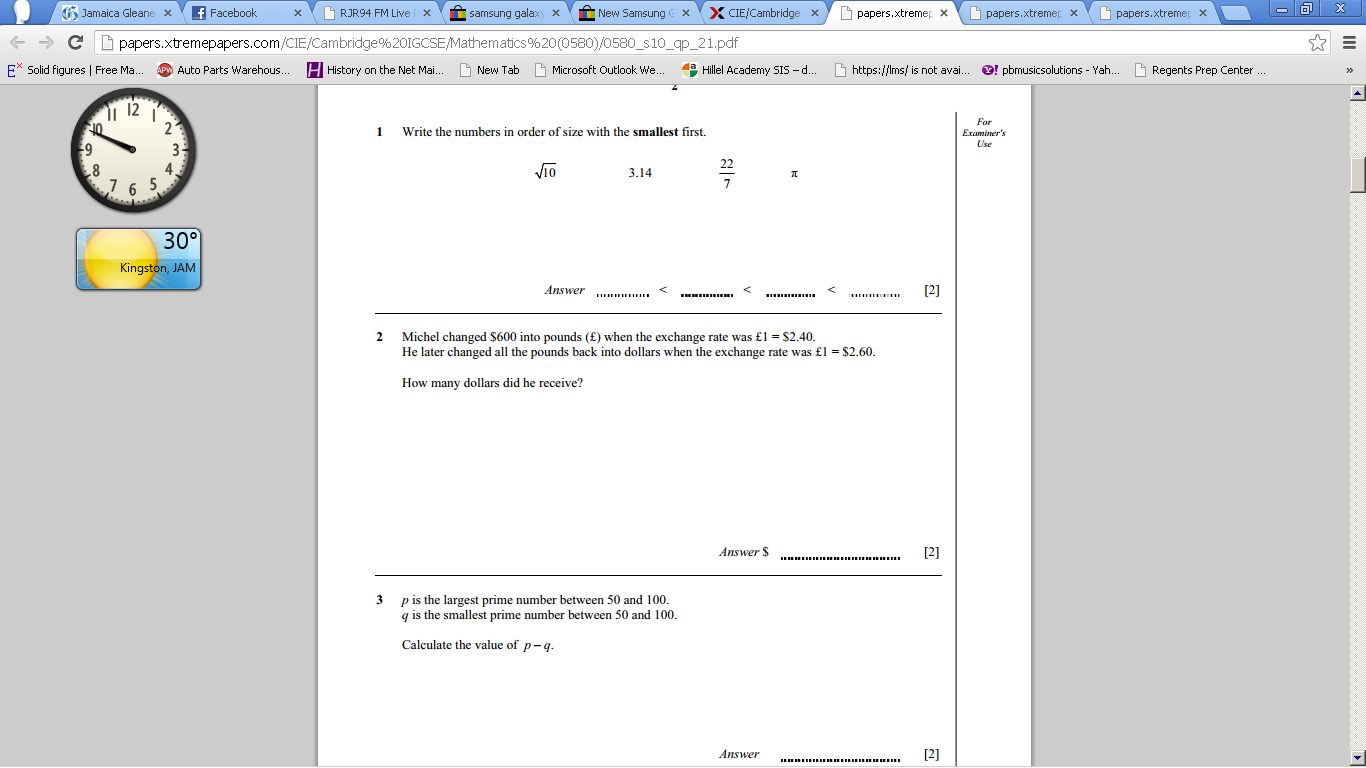 Jamaica Gleane
Facebook
RJR94 FM Live
samsung galax
New Samsung G
CIE/Cambridge
papers.xtremep
papers.xtremep
papers.xtremep
papers.xtremepapers.com/CIE/Cambridge%20IGCSE/Mathematics%20(0580)/0580_s10_qp_21.pdf
Solid figures | Free Ma...
Auto Parts Warehous...
History on the Net Mai...
New Tab
Microsoft Outlook We...
Hillel Academy SIS – d...
https://lms/ is not avai...
pbmusicsolutions - Yah...
Regents Prep Center ...
»
12 1 2 3 4 5 6 7 8 9 10 11
30°
Kingston, JAM
For
Examiner's
Use
1 Write the numbers in order of size with the smallest first.
√10 3.14 22/7 π
Answer .............. < .............. < .............. < .............. [2]
2 Michel changed $600 into pounds (£) when the exchange rate was £1 = $2.40.
He later changed all the pounds back into dollars when the exchange rate was £1 = $2.60.
How many dollars did he receive?
Answer $ ................................ [2]
3 p is the largest prime number between 50 and 100.
q is the smallest prime number between 50 and 100.
Calculate the value of p – q.
Answer ................................ [2]